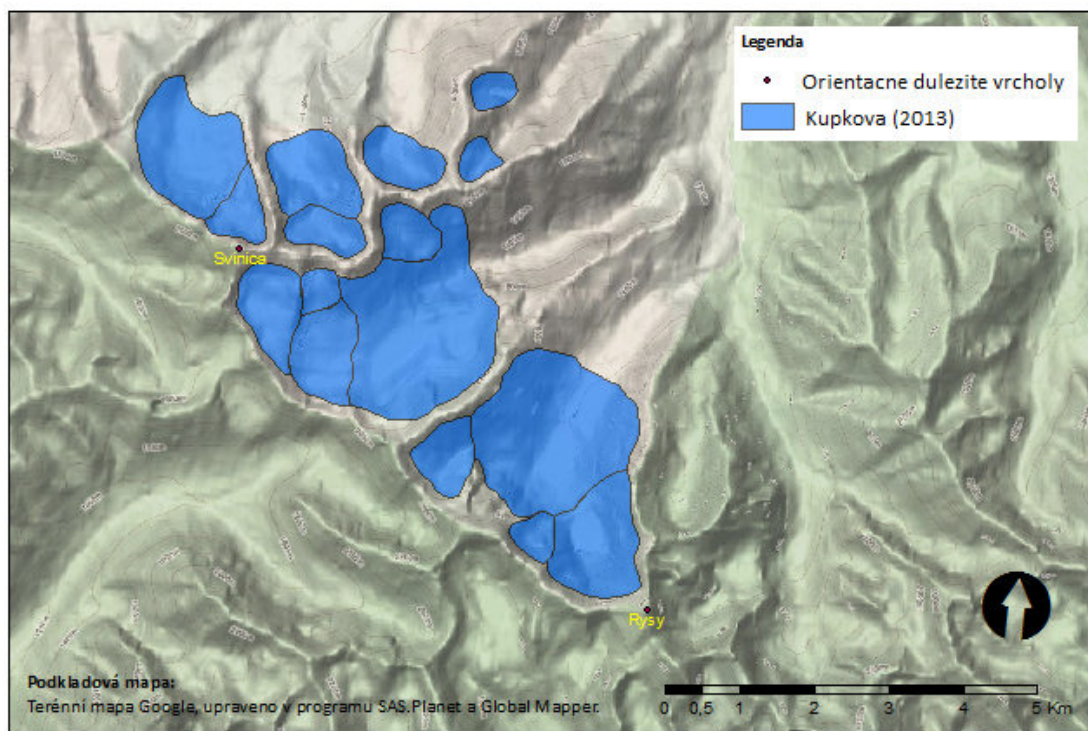 Legenda
Orientacne dulezite vrcholy
Kupkova (2013)
Svinica
Rysy
Podkladová mapa:
Terénní mapa Google, upraveno v programu SAS.Planet a Global Mapper.
0 0,5 1 2 3 4 5 Km